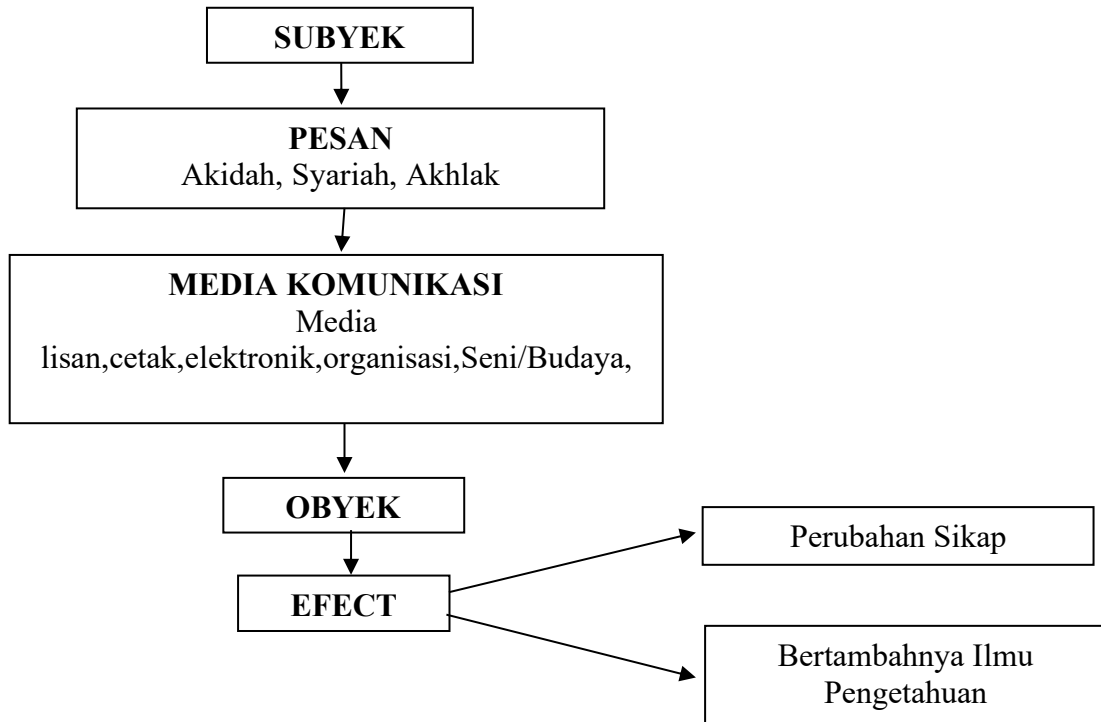 SUBYEK
PESAN
Akidah, Syariah, Akhlak
MEDIA KOMUNIKASI
Media
lisan,cetak,elektronik,organisasi,Seni/Budaya,
OBYEK
Perubahan Sikap
EFECT
Bertambahnya Ilmu
Pengetahuan